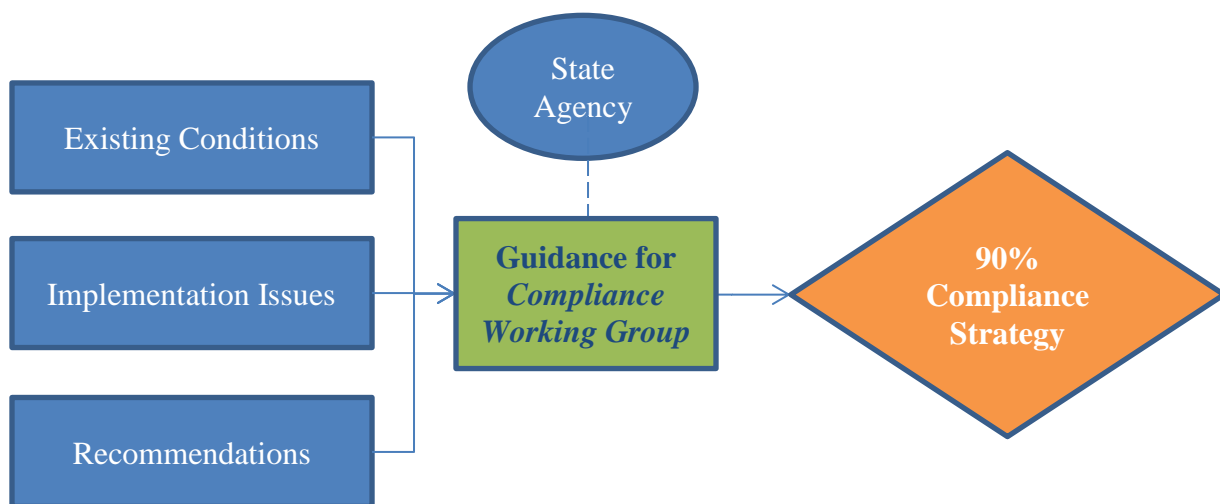 State
Agency
Existing Conditions
Implementation Issues
Recommendations
Guidance for
Compliance
Working Group
90%
Compliance
Strategy